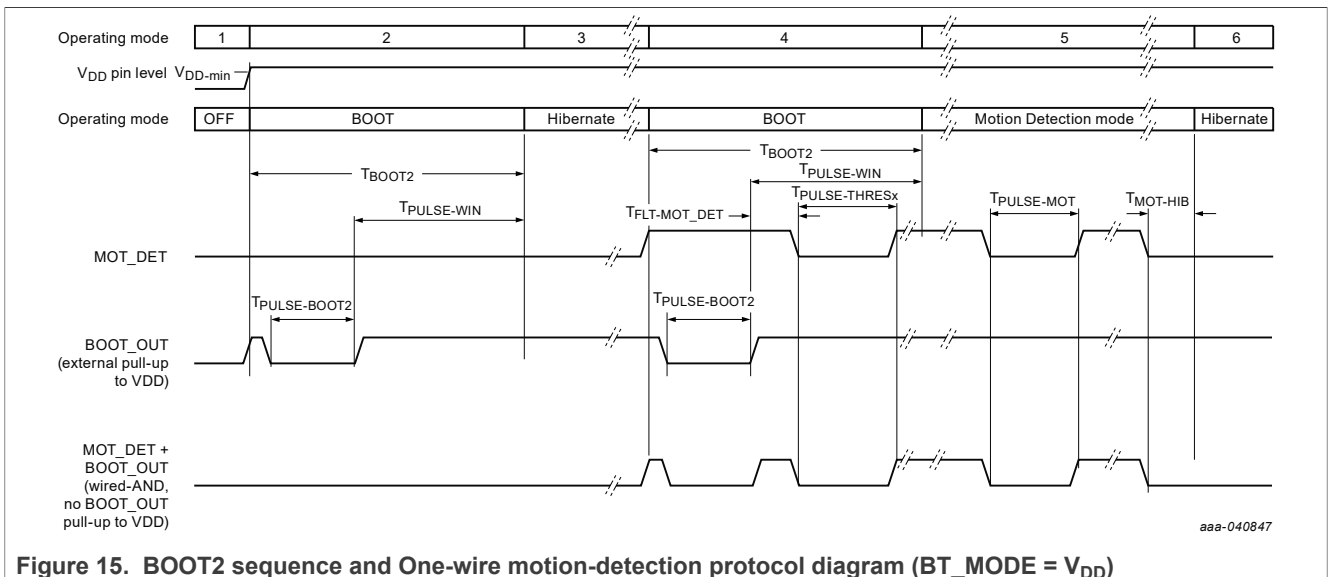 Operating mode 1 2 3 4 5 6
VDD pin level VDD-min
Operating mode OFF BOOT Hibernate BOOT Motion Detection mode Hibernate
TBOOT2
TPULSE-WIN
TBOOT2
TPULSE-WIN
TPULSE-THRESx
TFLT-MOT_DET
TPULSE-MOT
TMOT-HIB
MOT_DET
TPULSE-BOOT2
TPULSE-BOOT2
BOOT_OUT
(external pull-up
to VDD)
MOT_DET +
BOOT_OUT
(wired-AND,
no BOOT_OUT
pull-up to VDD)
aaa-040847
Figure 15. BOOT2 sequence and One-wire motion-detection protocol diagram (BT_MODE = VDD)